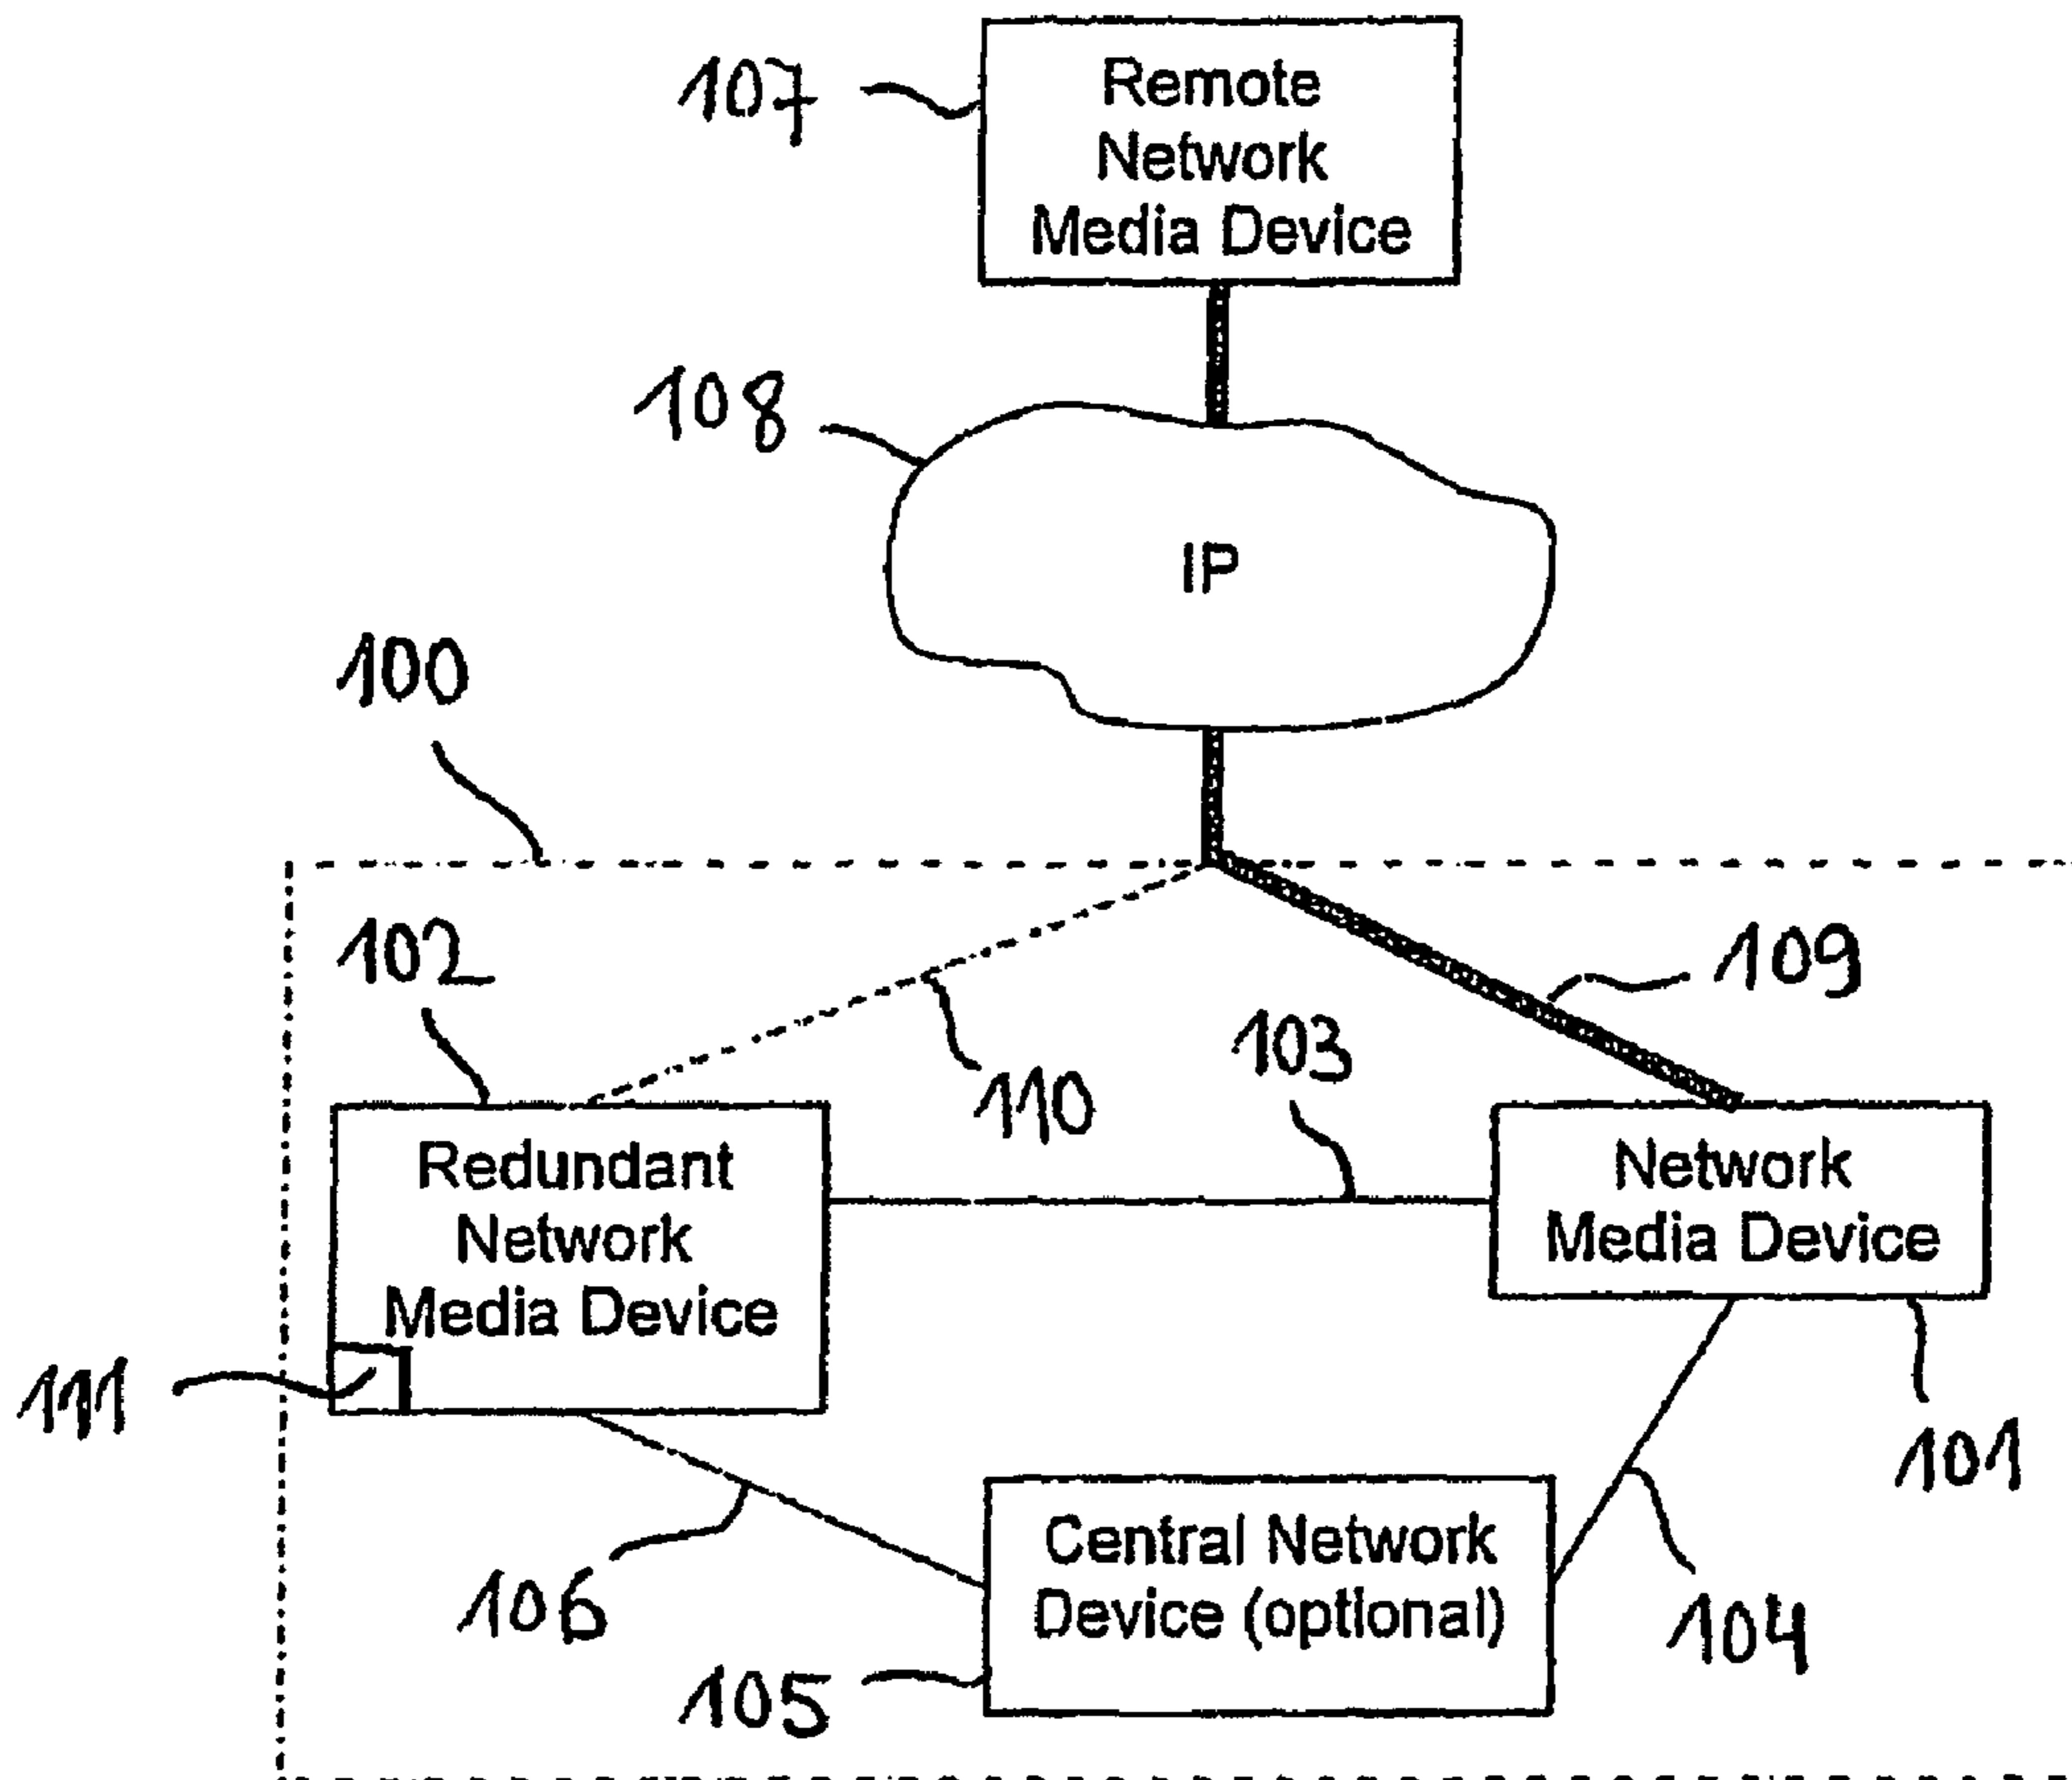 107
Remote
Network
Media Device
108
IP
100
102
109
103
110
Redundant
Network
Media Device
Network
Media Device
111
101
106
Central Network
Device (optional)
104
105